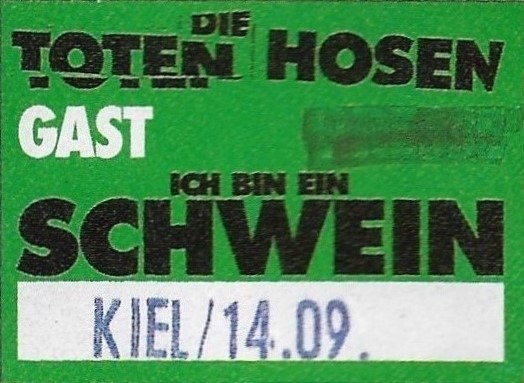 DIE
TOTEN HOSEN
GAST
ICH BIN EIN
SCHWEIN
KIEL/14.09.